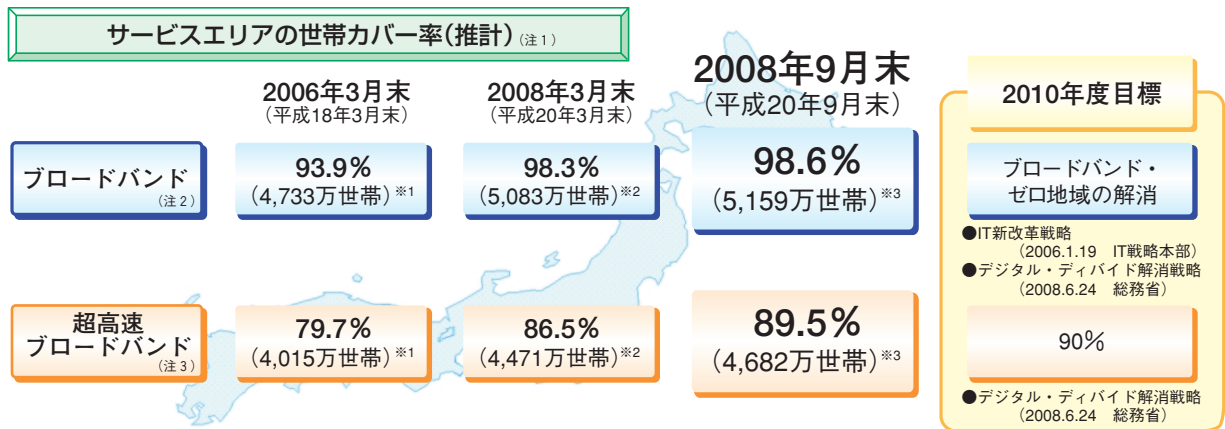 サービスエリアの世帯カバー率(推計)(注1)
2006年3月末
(平成18年3月末)
2008年3月末
(平成20年3月末)
2008年9月末
(平成20年9月末)
2010年度目標
ブロードバンド
(注2)
93.9%
(4,733万世帯)※1
98.3%
(5,083万世帯)※2
98.6%
(5,159万世帯)※3
ブロードバンド・
ゼロ地域の解消
●IT新改革戦略
(2006.1.19 IT戦略本部)
●デジタル・ディバイド解消戦略
(2008.6.24 総務省)
超高速
ブロードバンド
(注3)
79.7%
(4,015万世帯)※1
86.5%
(4,471万世帯)※2
89.5%
(4,682万世帯)※3
90%
●デジタル・ディバイド解消戦略
(2008.6.24 総務省)